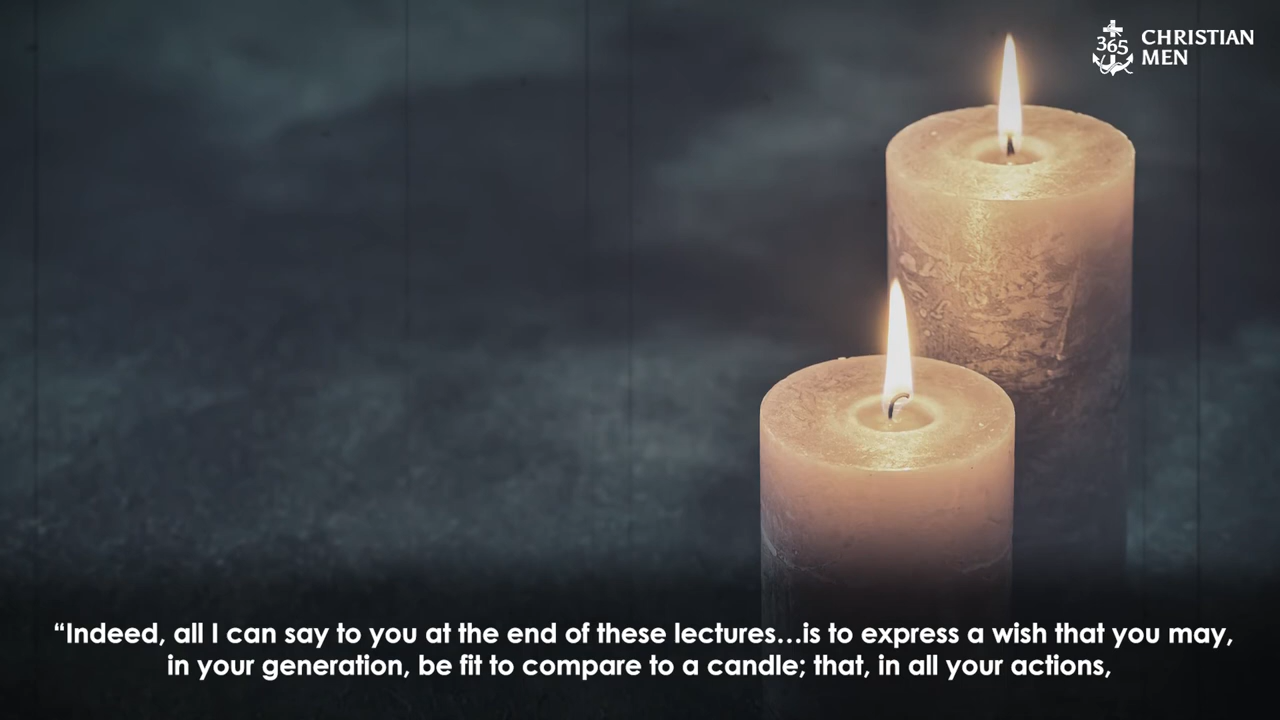 365
CHRISTIAN
MEN
“Indeed, all I can say to you at the end of these lectures...is to express a wish that you may,
in your generation, be fit to compare to a candle; that, in all your actions,